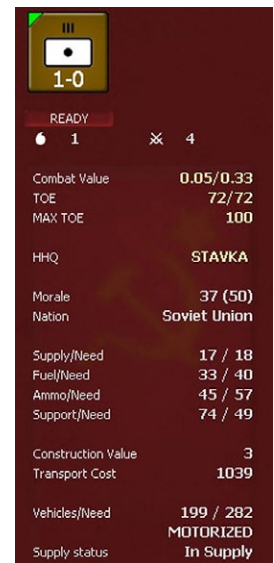 III
1-0
READY
1 4
Combat Value 0.05/0.33
TOE 72/72
MAX TOE 100
HHQ STAVKA
Morale 37 (50)
Nation Soviet Union
Supply/Need 17 / 18
Fuel/Need 33 / 40
Ammo/Need 45 / 57
Support/Need 74 / 49
Construction Value 3
Transport Cost 1039
Vehicles/Need 199 / 282
MOTORIZED
Supply status In Supply